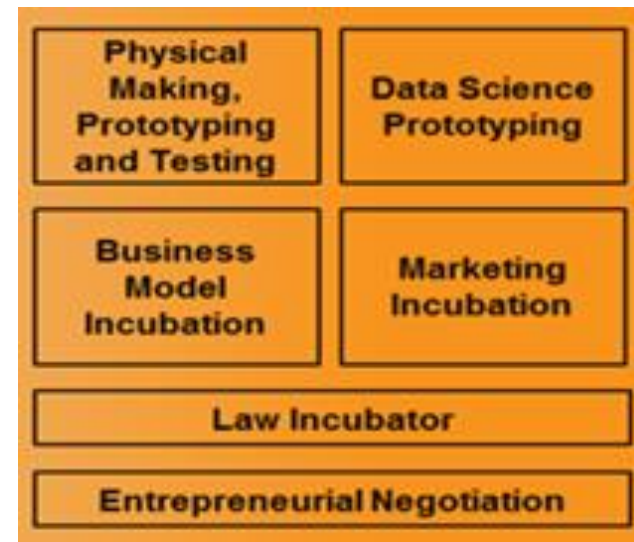 Physical
Making,
Prototyping
and Testing
Data Science
Prototyping
Business
Model
Incubation
Marketing
Incubation
Law Incubator
Entrepreneurial Negotiation